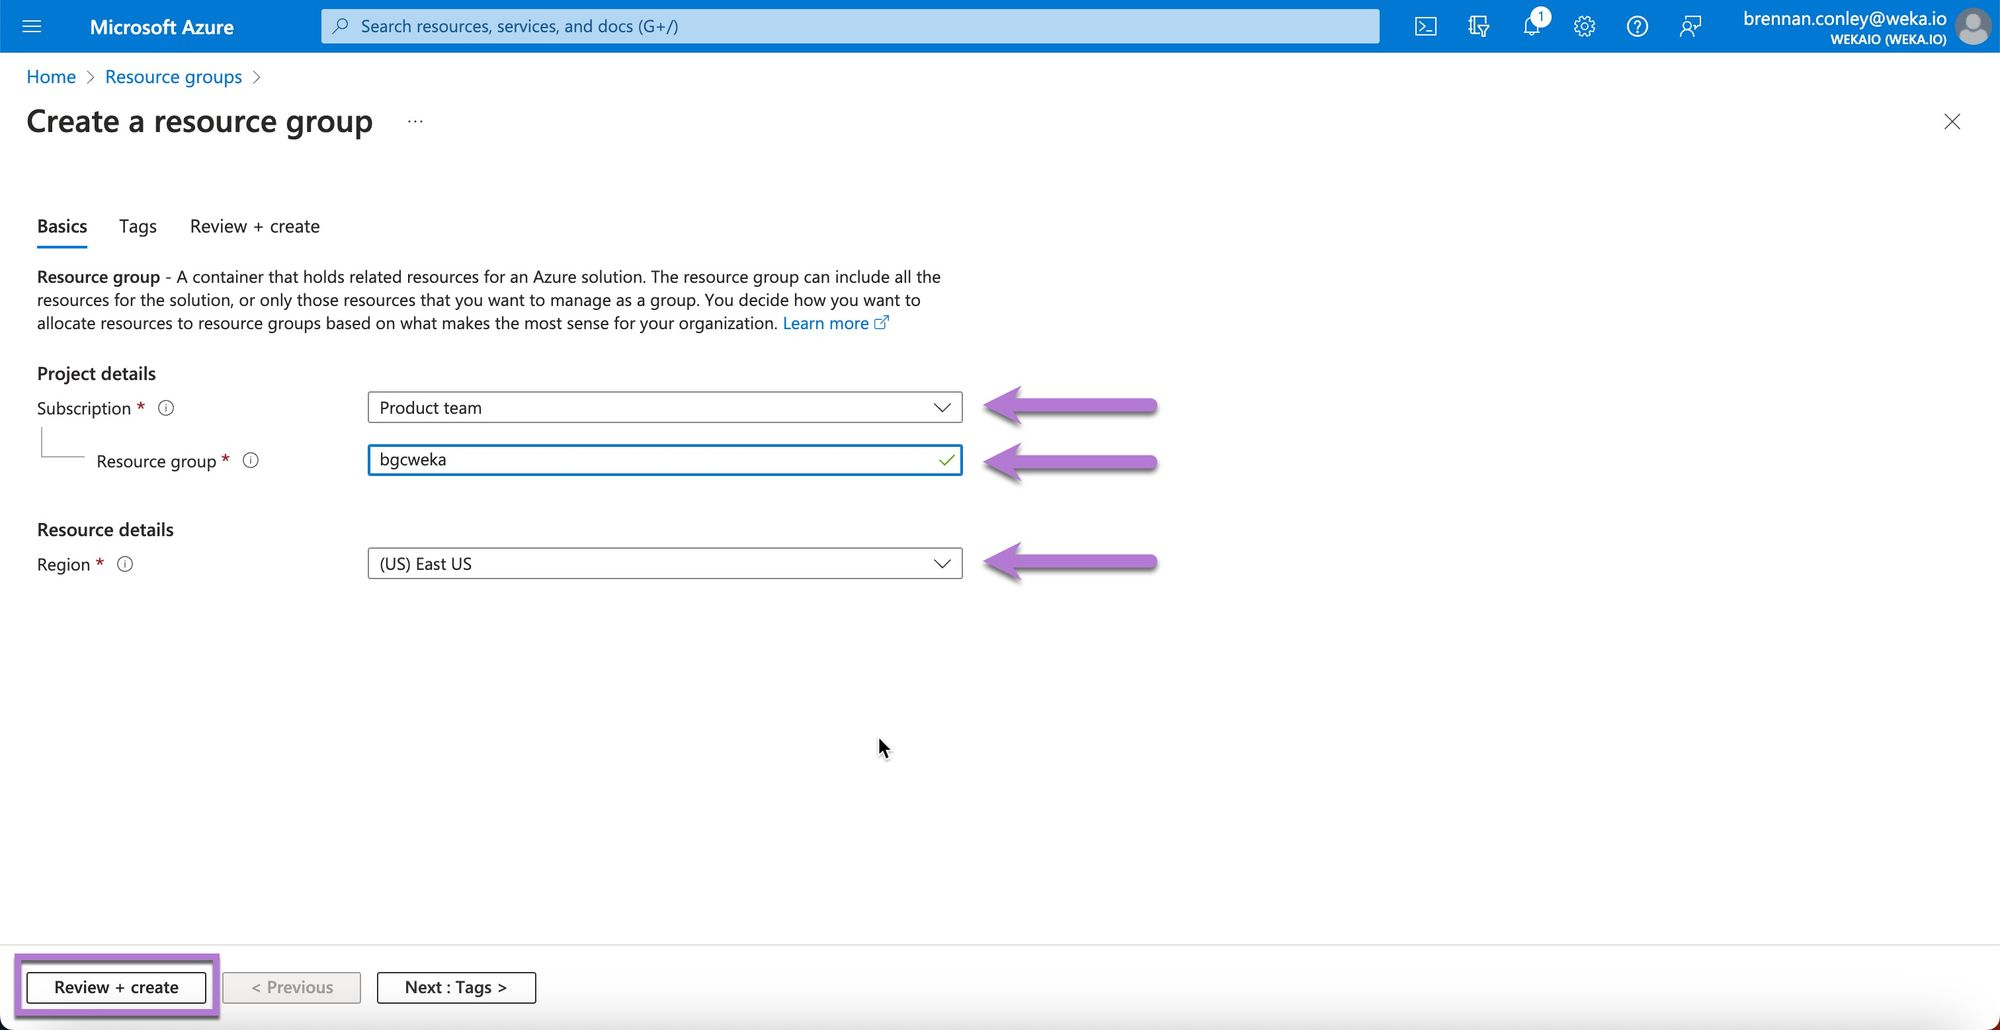 Microsoft Azure
Search resources, services, and docs (G+/)
1
brennan.conley@weka.io
WEKAIO (WEKA.IO)
Home > Resource groups >
Create a resource group ...
Basics Tags Review + create
Resource group - A container that holds related resources for an Azure solution. The resource group can include all the
resources for the solution, or only those resources that you want to manage as a group. You decide how you want to
allocate resources to resource groups based on what makes the most sense for your organization. Learn more
Project details
Subscription * Product team
Resource group * bgcweka
Resource details
Region * (US) East US
Review + create < Previous Next : Tags >